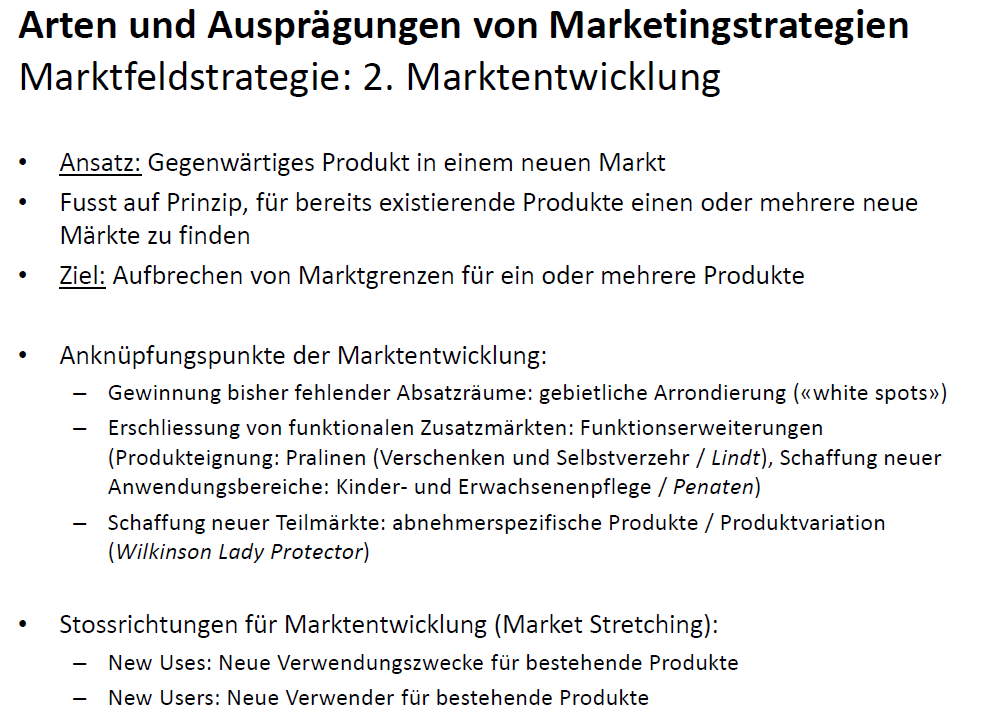 Arten und Ausprägungen von Marketingstrategien
Marktfeldstrategie: 2. Marktentwicklung
• Ansatz: Gegenwärtiges Produkt in einem neuen Markt
• Fusst auf Prinzip, für bereits existierende Produkte einen oder mehrere neue
Märkte zu finden
• Ziel: Aufbrechen von Marktgrenzen für ein oder mehrere Produkte
• Anknüpfungspunkte der Marktentwicklung:
– Gewinnung bisher fehlender Absatzräume: gebietliche Arrondierung («white spots»)
– Erschliessung von funktionalen Zusatzmärkten: Funktionserweiterungen
(Produkteignung: Pralinen (Verschenken und Selbstverzehr / Lindt), Schaffung neuer
Anwendungsbereiche: Kinder- und Erwachsenenpflege / Penaten)
– Schaffung neuer Teilmärkte: abnehmerspezifische Produkte / Produktvariation
(Wilkinson Lady Protector)
• Stossrichtungen für Marktentwicklung (Market Stretching):
– New Uses: Neue Verwendungszwecke für bestehende Produkte
– New Users: Neue Verwender für bestehende Produkte